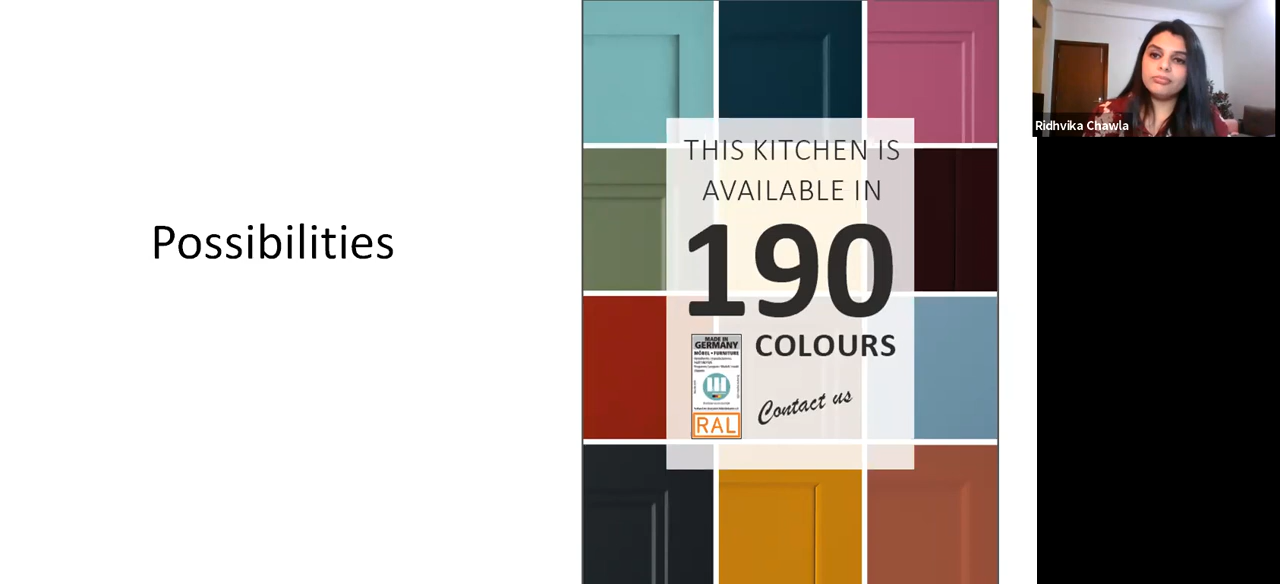 Possibilities
THIS KITCHEN IS
AVAILABLE IN
190
COLOURS
MADE IN
GERMANY
MÖBEL • FURNITURE
RAL
Contact us
Ridhvika Chawla